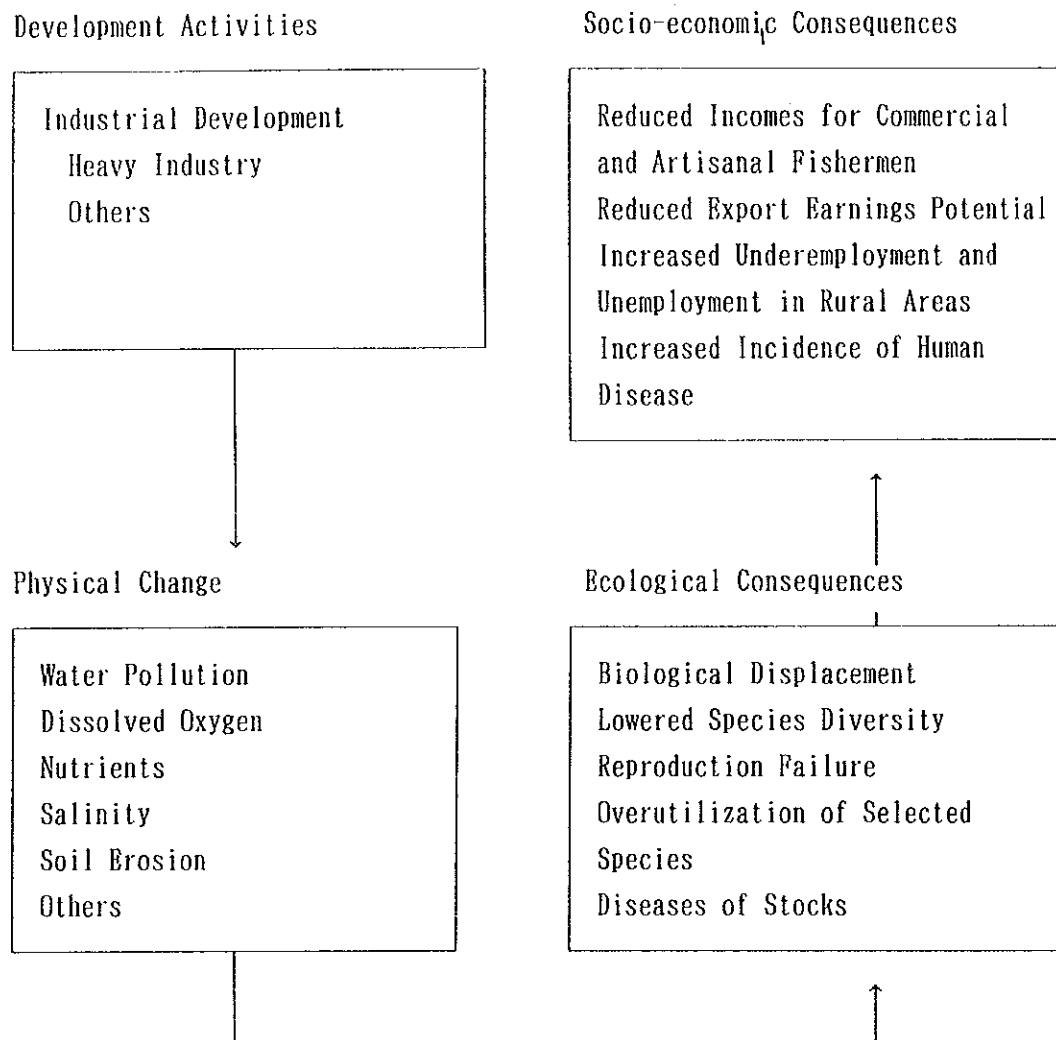 Development Activities
Industrial Development
Heavy Industry
Others
Socio-economic Consequences
Reduced Incomes for Commercial
and Artisanal Fishermen
Reduced Export Earnings Potential
Increased Underemployment and
Unemployment in Rural Areas
Increased Incidence of Human
Disease
Physical Change
Water Pollution
Dissolved Oxygen
Nutrients
Salinity
Soil Erosion
Others
Ecological Consequences
Biological Displacement
Lowered Species Diversity
Reproduction Failure
Overutilization of Selected
Species
Diseases of Stocks